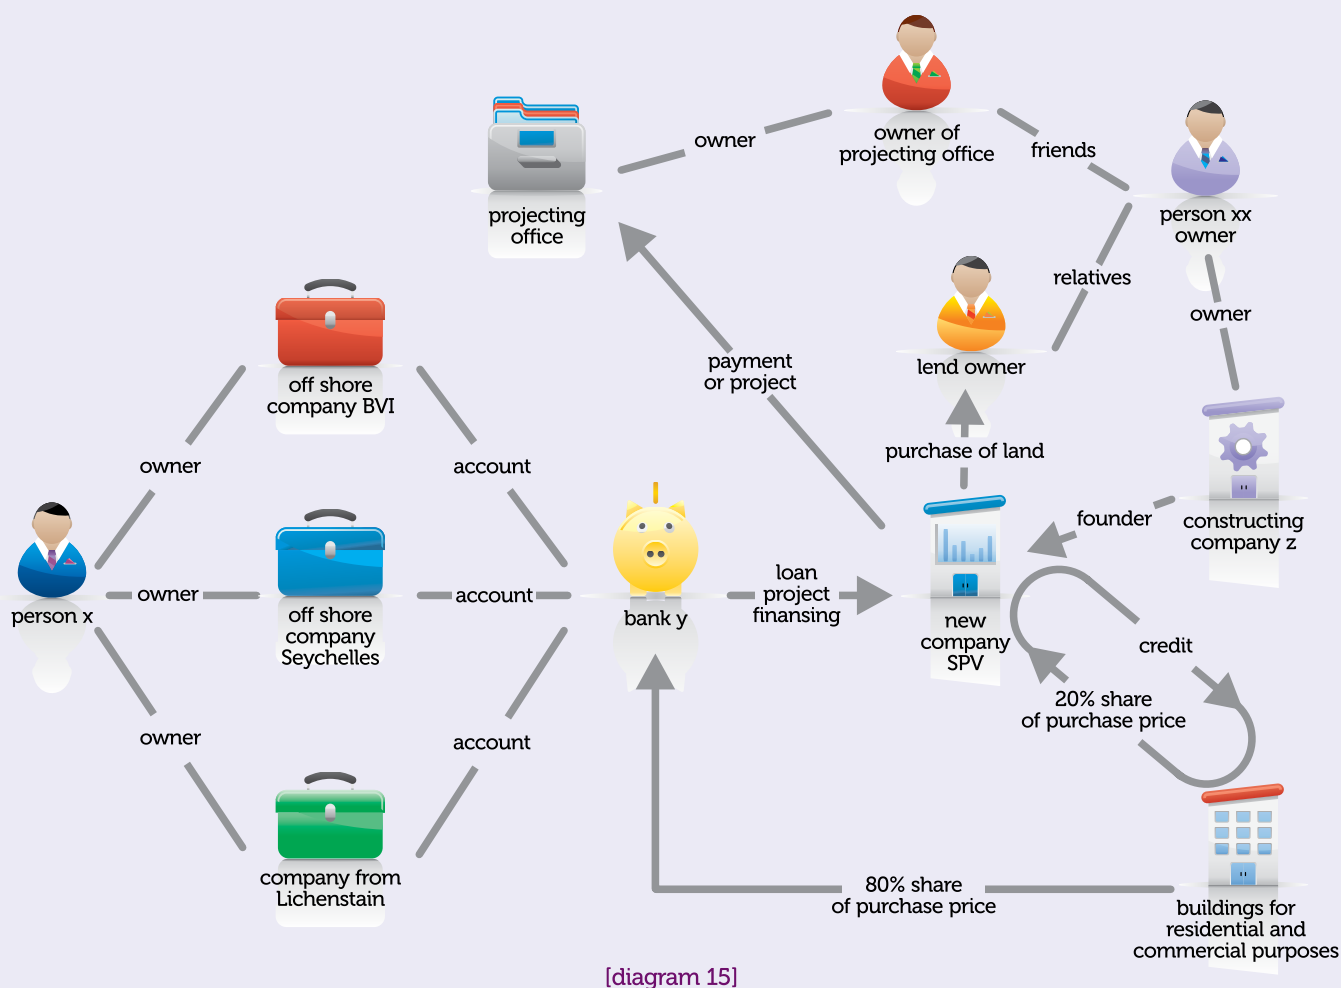 owner
owner of
projecting office
friends
projecting
office
person xx
owner
relatives
owner
payment
or project
lend owner
off shore
company BVI
owner
account
purchase of land
founder
constructing
company z
person x
owner
off shore
company
Seychelles
account
bank y
loan
project
finansing
new
company
SPV
credit
20% share
of purchase price
owner
account
company from
Lichenstain
80% share
of purchase price
buildings for
residential and
commercial purposes
[diagram 15]